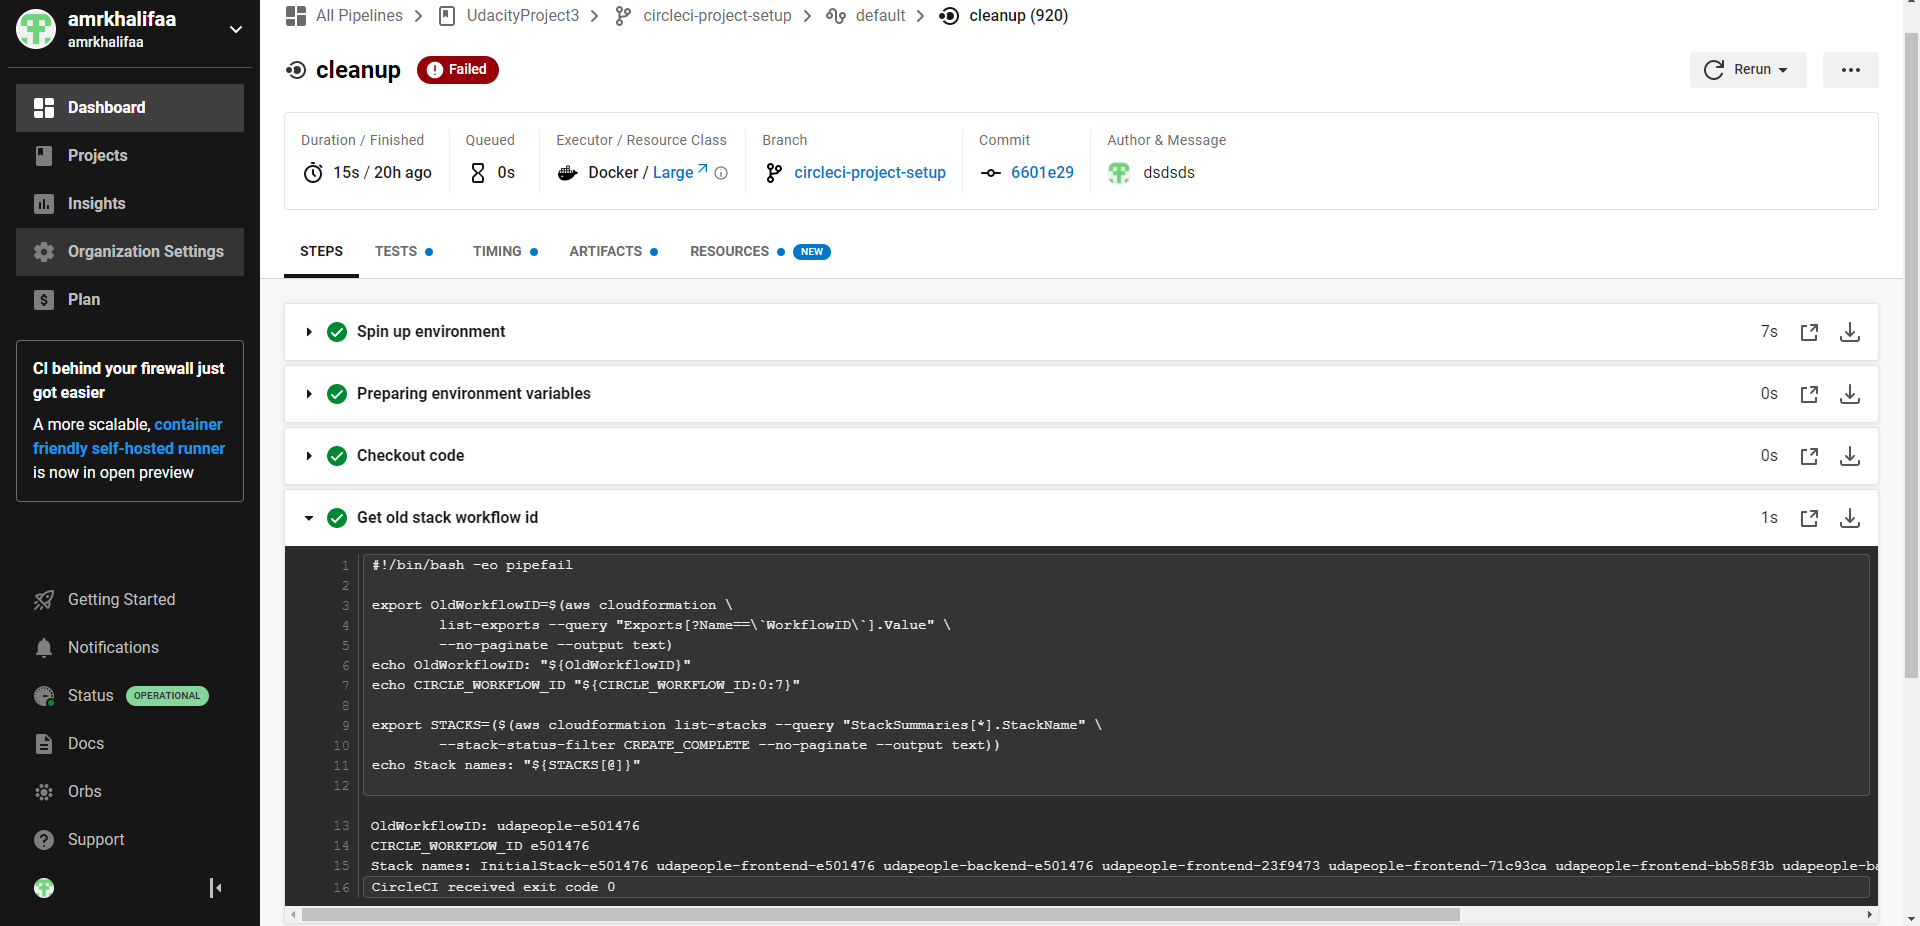 amrkhalifaa
amrkhalifaa
Dashboard
Projects
Insights
Organization Settings
Plan
CI behind your firewall just
got easier
A more scalable, container
friendly self-hosted runner
is now in open preview
Getting Started
Notifications
Status OPERATIONAL
Docs
Orbs
Support
All Pipelines UdacityProject3 circleci-project-setup default cleanup (920)
cleanup Failed
Rerun
Duration / Finished Queued Executor / Resource Class Branch Commit Author & Message
15s / 20h ago 0s Docker / Large circleci-project-setup 6601e29 dsdsds
STEPS TESTS TIMING ARTIFACTS RESOURCES NEW
Spin up environment 7s
Preparing environment variables 0s
Checkout code 0s
Get old stack workflow id 1s
1 #!/bin/bash -eo pipefail
2
3 export OldWorkflowID=$(aws cloudformation \
4 list-exports --query "Exports[?Name==\`WorkflowID\`].Value" \
5 --no-paginate --output text)
6 echo OldWorkflowID: "${OldWorkflowID}"
7 echo CIRCLE_WORKFLOW_ID "${CIRCLE_WORKFLOW_ID:0:7}"
8
9 export STACKS=($(aws cloudformation list-stacks --query "StackSummaries[*].StackName" \
10 --stack-status-filter CREATE_COMPLETE --no-paginate --output text))
11 echo Stack names: "${STACKS[@]}"
12
13 OldWorkflowID: udapeople-e501476
14 CIRCLE_WORKFLOW_ID e501476
15 Stack names: InitialStack-e501476 udapeople-frontend-e501476 udapeople-backend-e501476 udapeople-frontend-23f9473 udapeople-frontend-71c93ca udapeople-frontend-bb58f3b udapeople-ba
16 CircleCI received exit code 0